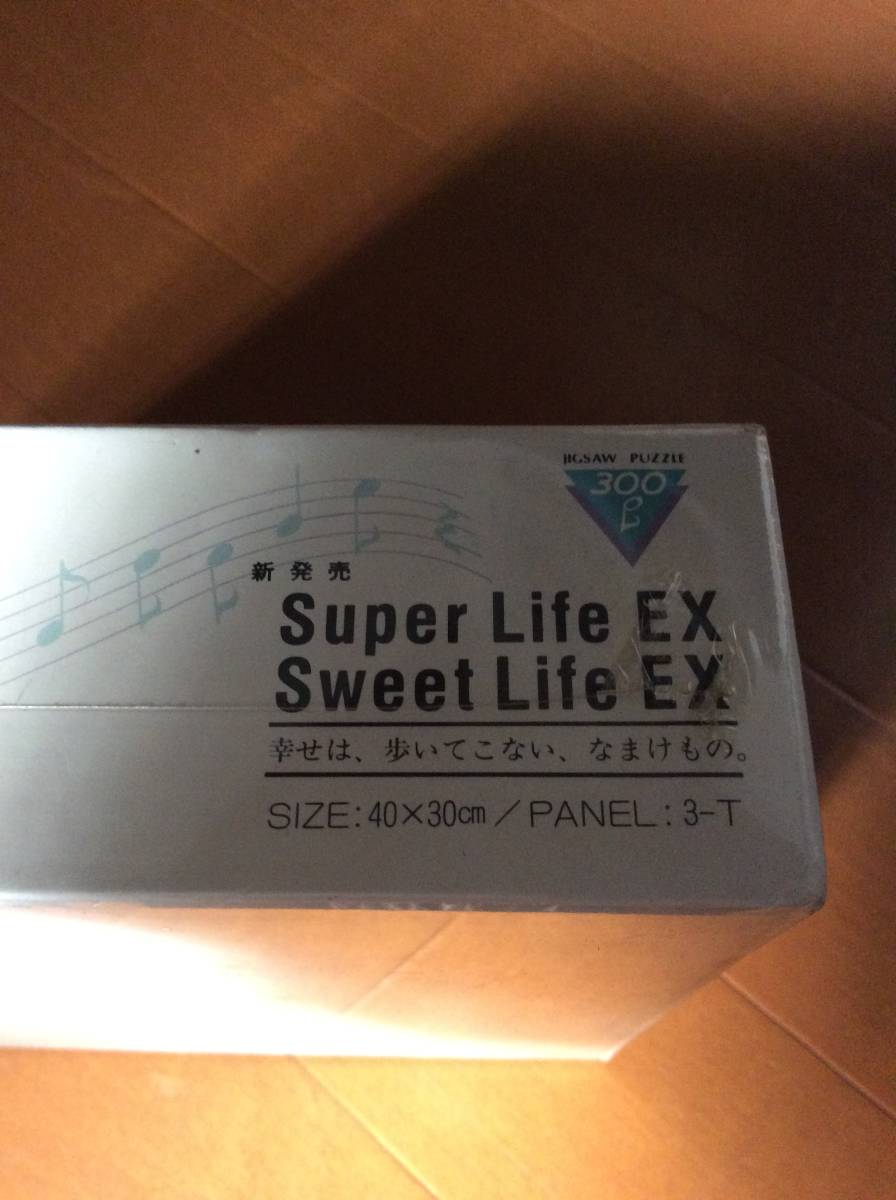 JIGSAW PUZZLE
300
新発売
Super Life EX
Sweet Life EX
幸せは、歩いてこない、なまけもの。
SIZE:40×30cm/PANEL:3-T